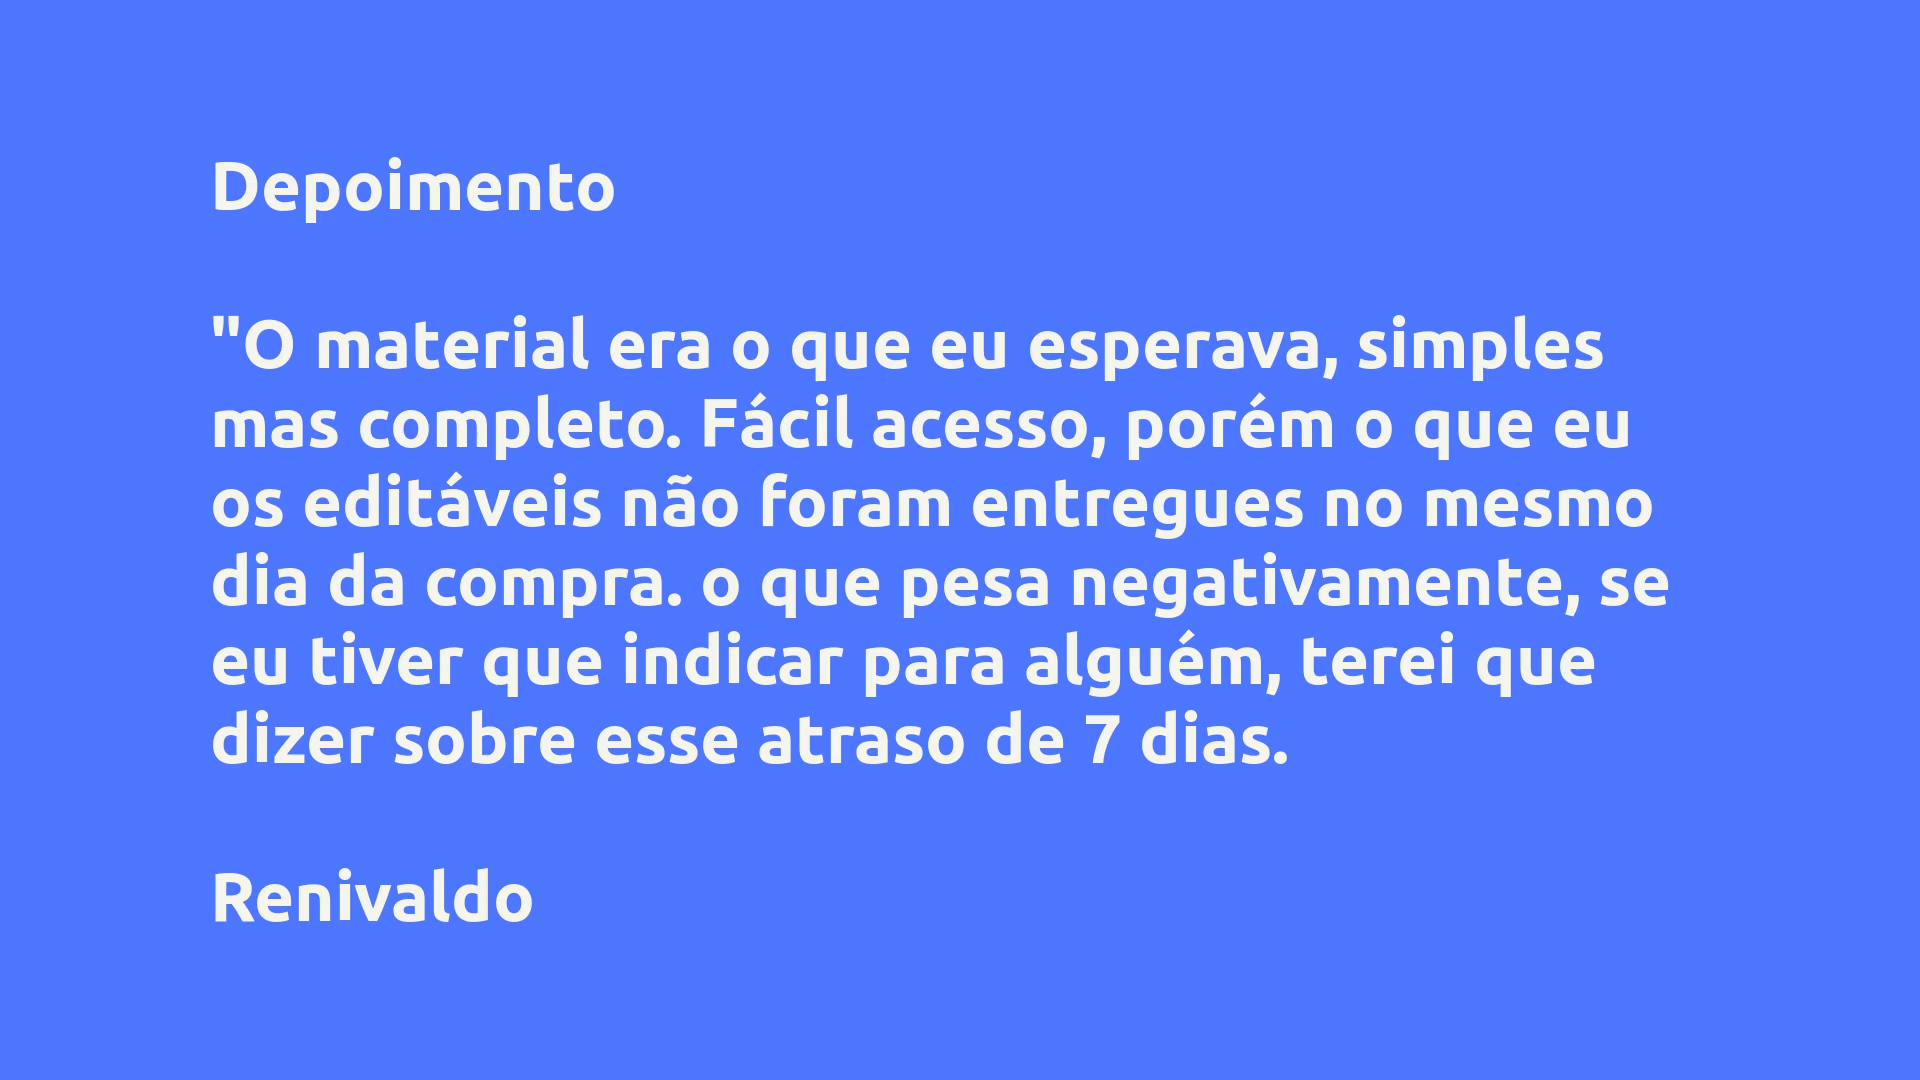 Depoimento
"O material era o que eu esperava, simples
mas completo. Fácil acesso, porém o que eu
os editáveis não foram entregues no mesmo
dia da compra. o que pesa negativamente, se
eu tiver que indicar para alguém, terei que
dizer sobre esse atraso de 7 dias.
Renivaldo